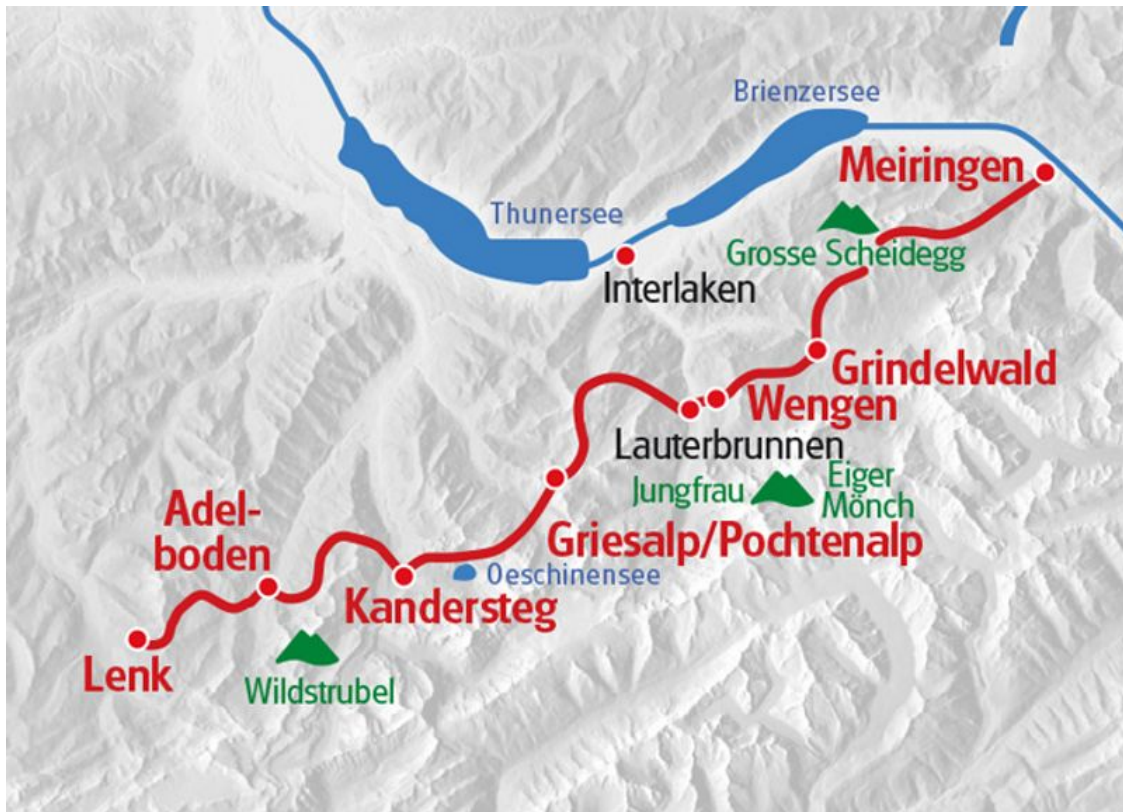 Brienzersee
Meiringen
Thunersee
Grosse Scheidegg
Interlaken
Grindelwald
Wengen
Lauterbrunnen
Jungfrau
Eiger
Mönch
Adel-
boden
Griesalp/Pochtenalp
Oeschinensee
Kandersteg
Lenk
Wildstrubel